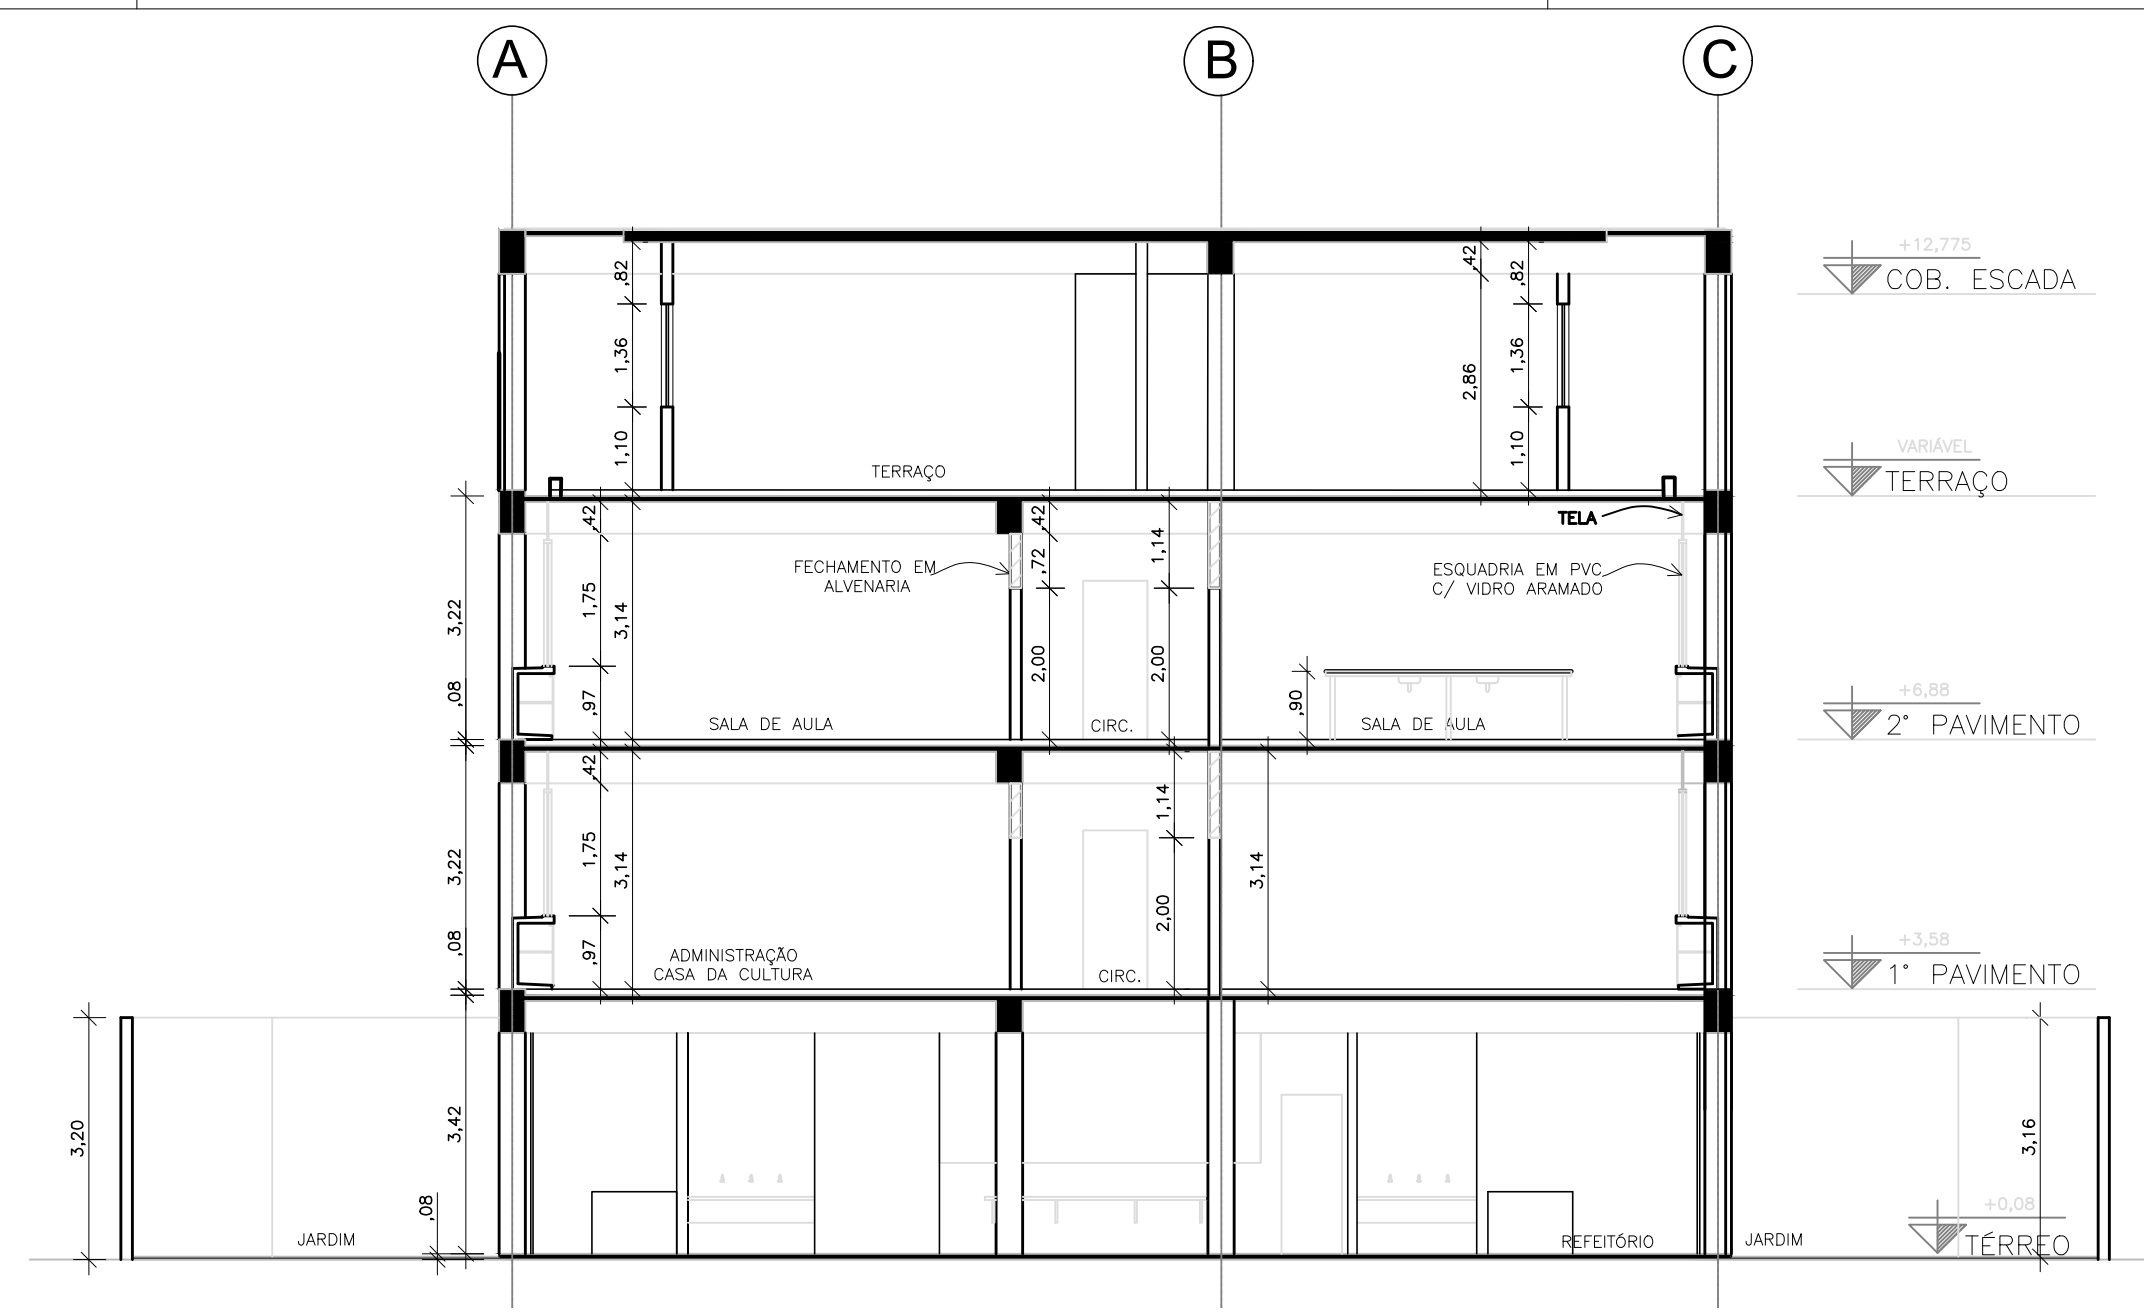 A
B
C
+12,775
COB. ESCADA
,82
,42
,82
1,36
1,36
2,86
1,10
1,10
TERRAÇO
VARIÁVEL
TERRAÇO
,42
,42
1,14
TELA
FECHAMENTO EM
ALVENARIA
,72
ESQUADRIA EM PVC
C/ VIDRO ARAMADO
3,22
1,75
3,14
2,00
2,00
,08
,97
,90
SALA DE AULA
CIRC.
SALA DE AULA
+6,88
2° PAVIMENTO
,42
1,14
3,22
1,75
3,14
3,14
2,00
,08
,97
ADMINISTRAÇÃO
CASA DA CULTURA
CIRC.
+3,58
1° PAVIMENTO
3,20
3,42
3,16
,08
JARDIM
REFEITÓRIO
JARDIM
+0,08
TÉRREO